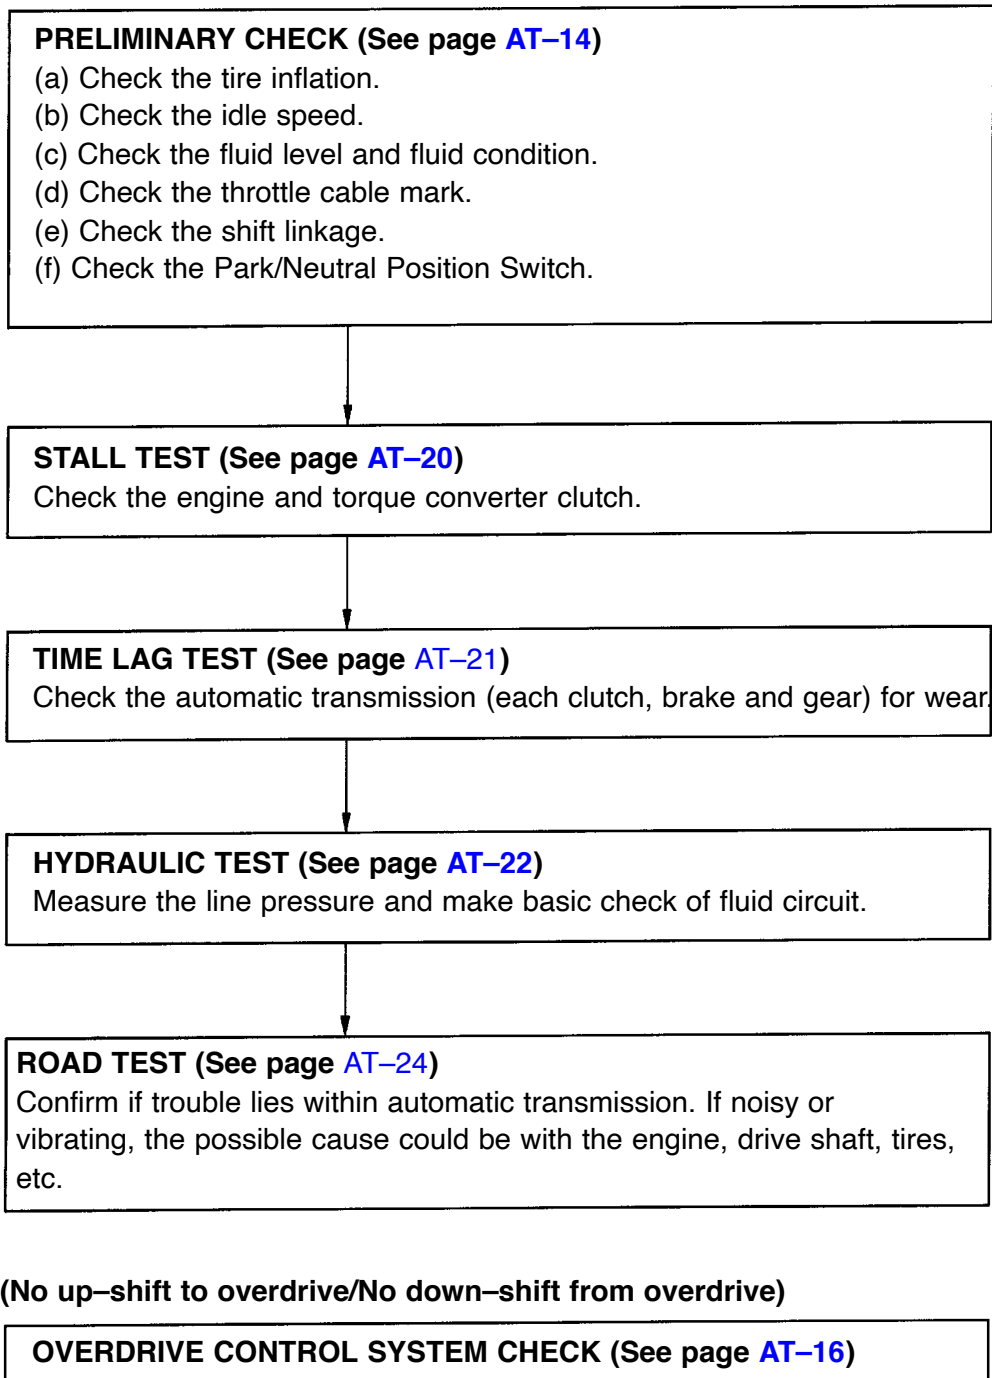 PRELIMINARY CHECK (See page AT–14)
(a) Check the tire inflation.
(b) Check the idle speed.
(c) Check the fluid level and fluid condition.
(d) Check the throttle cable mark.
(e) Check the shift linkage.
(f) Check the Park/Neutral Position Switch.
STALL TEST (See page AT–20)
Check the engine and torque converter clutch.
TIME LAG TEST (See page AT–21)
Check the automatic transmission (each clutch, brake and gear) for wear.
HYDRAULIC TEST (See page AT–22)
Measure the line pressure and make basic check of fluid circuit.
ROAD TEST (See page AT–24)
Confirm if trouble lies within automatic transmission. If noisy or
vibrating, the possible cause could be with the engine, drive shaft, tires,
etc.
(No up–shift to overdrive/No down–shift from overdrive)
OVERDRIVE CONTROL SYSTEM CHECK (See page AT–16)